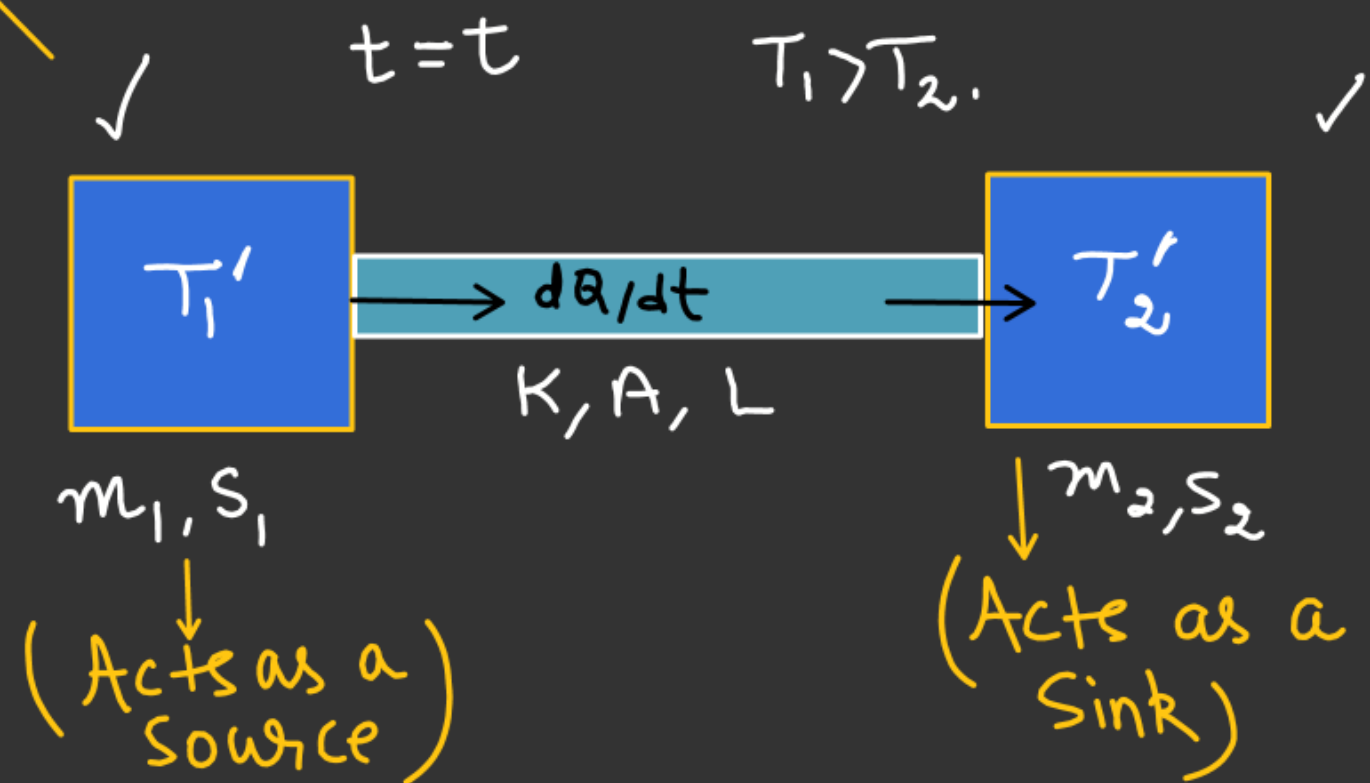 t = t
T₁ > T₂.
T₁′
dQ/dt
T₂′
K, A, L
m₁, S₁
m₂, S₂
(Acts as a
Source)
(Acts as a
Sink)